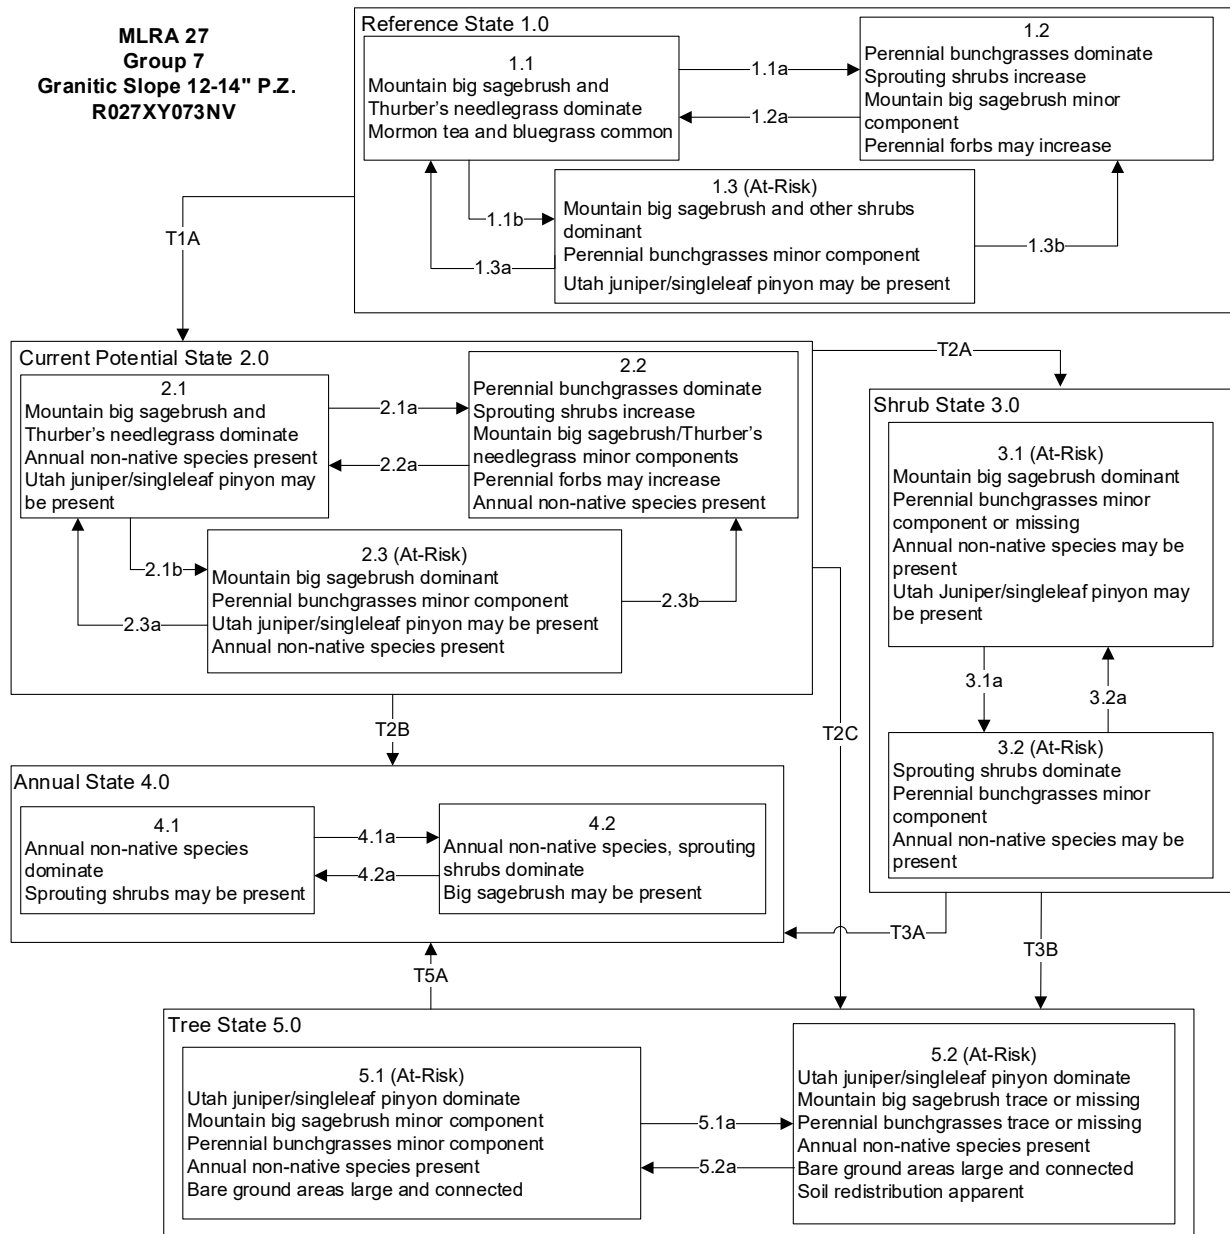 MLRA 27
Group 7
Granitic Slope 12-14" P.Z.
R027XY073NV
Reference State 1.0
1.1
Mountain big sagebrush and
Thurber's needlegrass dominate
Mormon tea and bluegrass common
1.1a
1.2a
1.2
Perennial bunchgrasses dominate
Sprouting shrubs increase
Mountain big sagebrush minor
component
Perennial forbs may increase
1.1b
1.3a
1.3 (At-Risk)
Mountain big sagebrush and other shrubs
dominant
Perennial bunchgrasses minor component
Utah juniper/singleleaf pinyon may be present
1.3b
T1A
Current Potential State 2.0
2.1
Mountain big sagebrush and
Thurber's needlegrass dominate
Annual non-native species present
Utah juniper/singleleaf pinyon may
be present
2.1a
2.2a
2.2
Perennial bunchgrasses dominate
Sprouting shrubs increase
Mountain big sagebrush/Thurber's
needlegrass minor components
Perennial forbs may increase
Annual non-native species present
2.1b
2.3a
2.3 (At-Risk)
Mountain big sagebrush dominant
Perennial bunchgrasses minor component
Utah juniper/singleleaf pinyon may be present
Annual non-native species present
2.3b
T2A
Shrub State 3.0
3.1 (At-Risk)
Mountain big sagebrush dominant
Perennial bunchgrasses minor
component or missing
Annual non-native species may be
present
Utah Juniper/singleleaf pinyon may
be present
3.1a
3.2a
3.2 (At-Risk)
Sprouting shrubs dominate
Perennial bunchgrasses minor
component
Annual non-native species may be
present
T2B
T2C
Annual State 4.0
4.1
Annual non-native species
dominate
Sprouting shrubs may be present
4.1a
4.2a
4.2
Annual non-native species, sprouting
shrubs dominate
Big sagebrush may be present
T3A
T3B
T5A
Tree State 5.0
5.1 (At-Risk)
Utah juniper/singleleaf pinyon dominate
Mountain big sagebrush minor component
Perennial bunchgrasses minor component
Annual non-native species present
Bare ground areas large and connected
5.1a
5.2a
5.2 (At-Risk)
Utah juniper/singleleaf pinyon dominate
Mountain big sagebrush trace or missing
Perennial bunchgrasses trace or missing
Annual non-native species present
Bare ground areas large and connected
Soil redistribution apparent